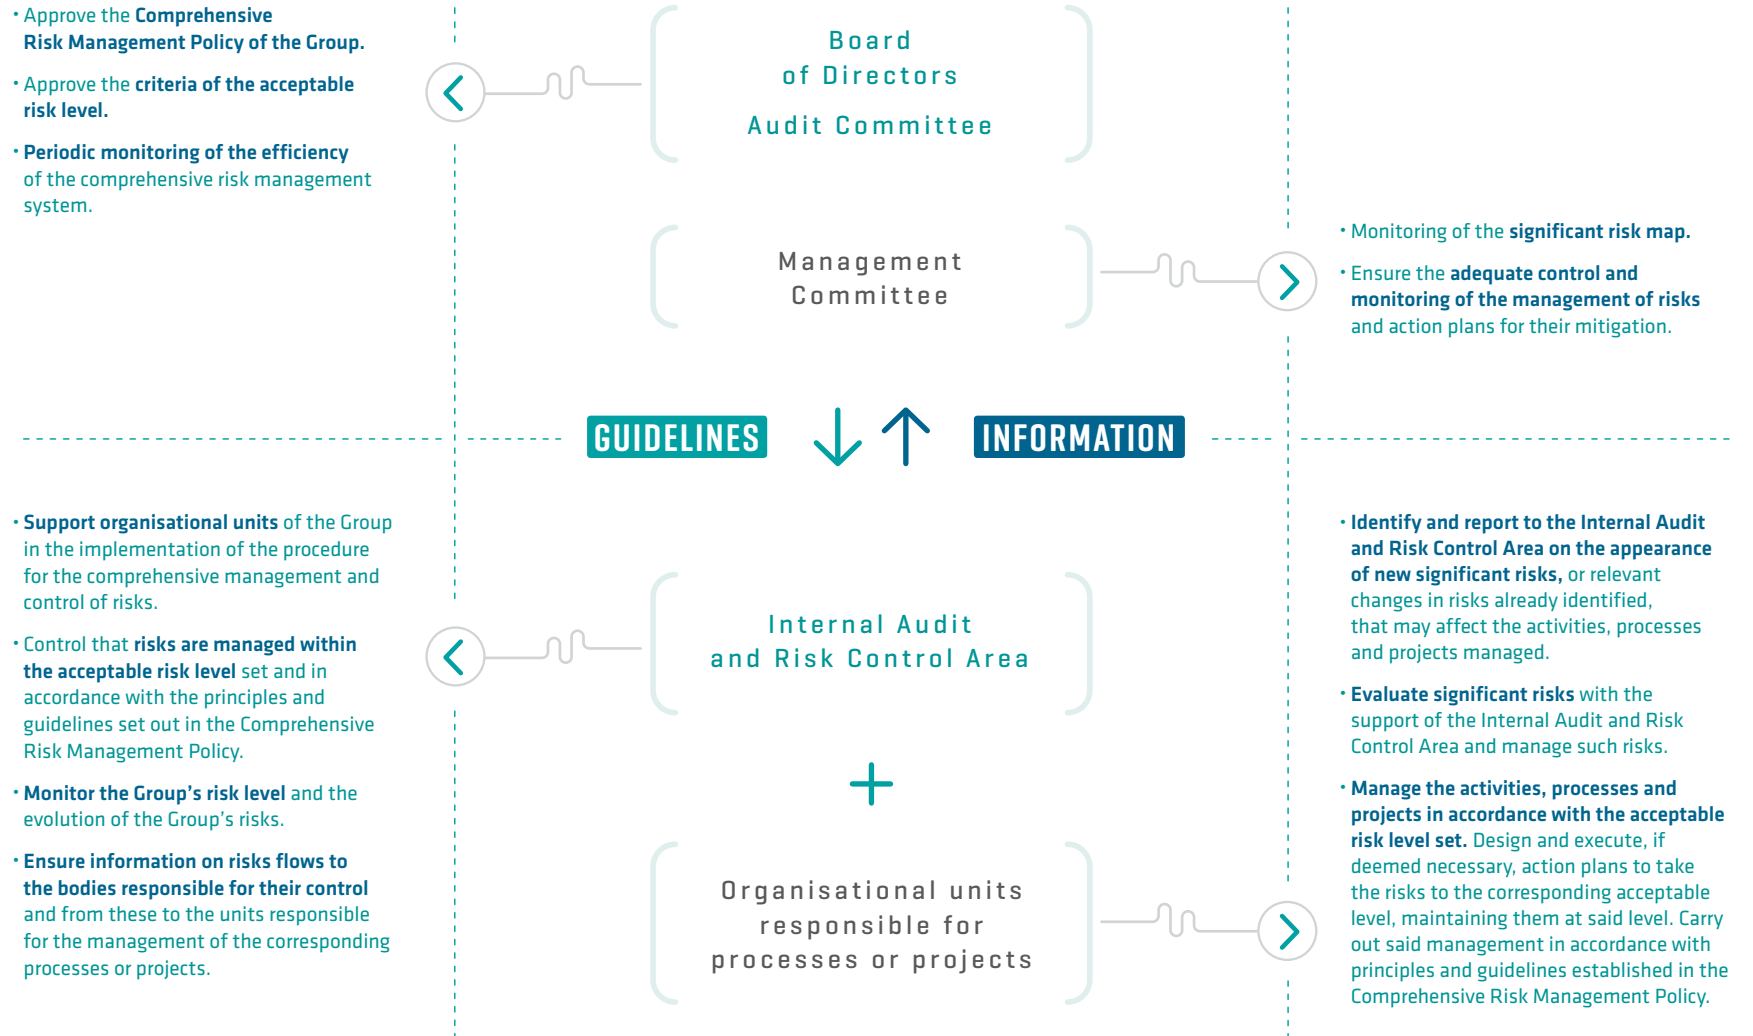 • Approve the Comprehensive
Risk Management Policy of the Group.
• Approve the criteria of the acceptable
risk level.
• Periodic monitoring of the efficiency
of the comprehensive risk management
system.
Board
of Directors
Audit Committee
Management
Committee
• Monitoring of the significant risk map.
• Ensure the adequate control and
monitoring of the management of risks
and action plans for their mitigation.
GUIDELINES
INFORMATION
• Support organisational units of the Group
in the implementation of the procedure
for the comprehensive management and
control of risks.
• Control that risks are managed within
the acceptable risk level set and in
accordance with the principles and
guidelines set out in the Comprehensive
Risk Management Policy.
• Monitor the Group's risk level and the
evolution of the Group's risks.
• Ensure information on risks flows to
the bodies responsible for their control
and from these to the units responsible
for the management of the corresponding
processes or projects.
Internal Audit
and Risk Control Area
+
Organisational units
responsible for
processes or projects
• Identify and report to the Internal Audit
and Risk Control Area on the appearance
of new significant risks, or relevant
changes in risks already identified,
that may affect the activities, processes
and projects managed.
• Evaluate significant risks with the
support of the Internal Audit and Risk
Control Area and manage such risks.
• Manage the activities, processes and
projects in accordance with the acceptable
risk level set. Design and execute, if
deemed necessary, action plans to take
the risks to the corresponding acceptable
level, maintaining them at said level. Carry
out said management in accordance with
principles and guidelines established in the
Comprehensive Risk Management Policy.